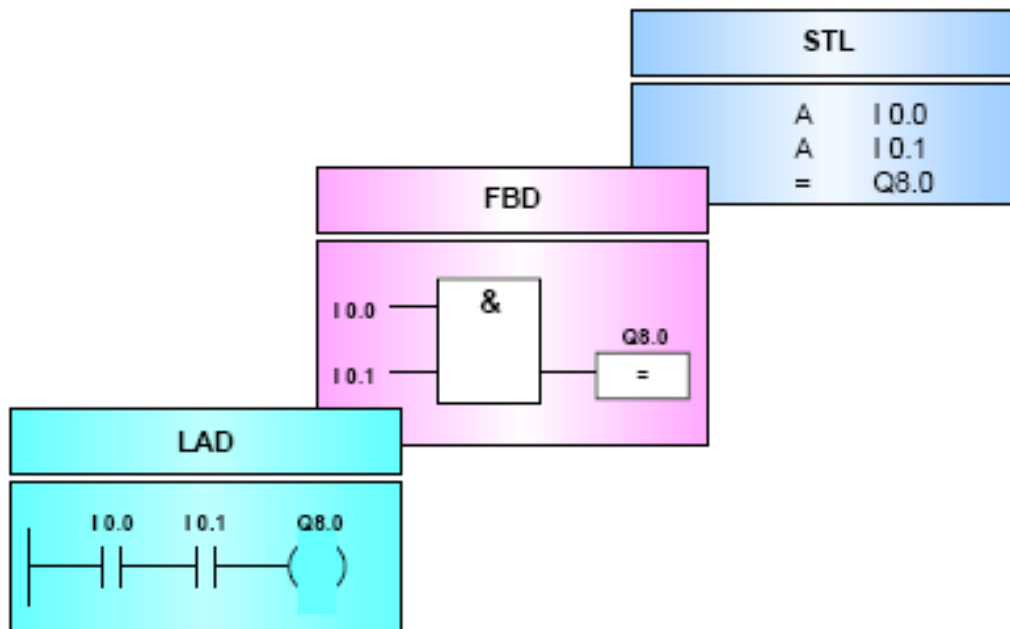 STL
A I 0.0
A I 0.1
= Q8.0
FBD
&
I 0.0
Q8.0
I 0.1
=
LAD
I 0.0 I 0.1 Q8.0